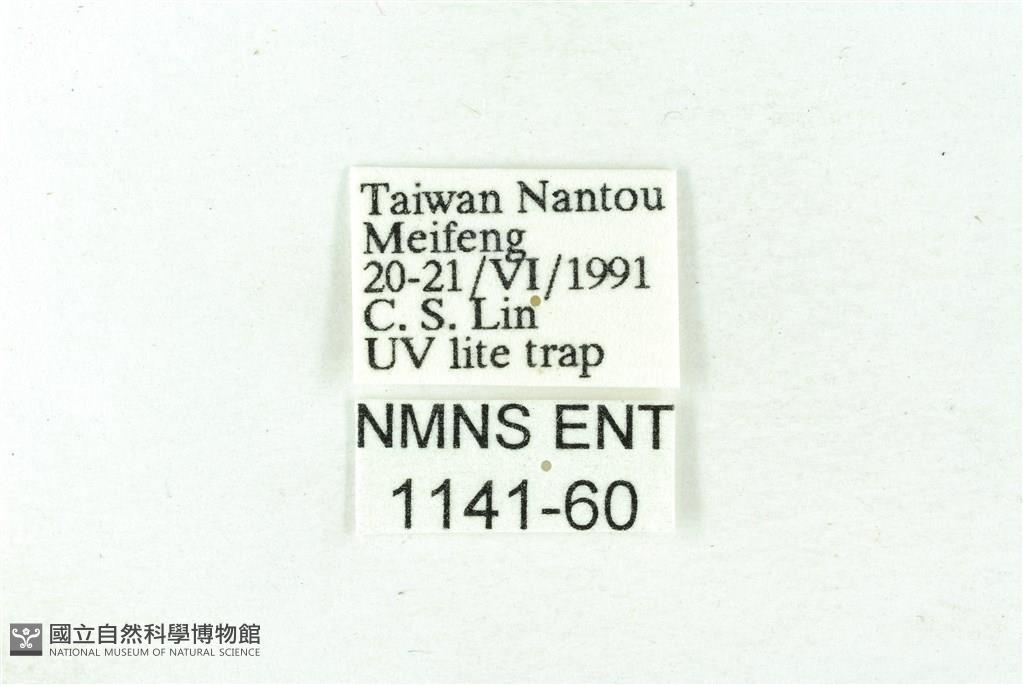 Taiwan Nantou
Meifeng
20-21/VI/1991
C. S. Lin
UV lite trap
NMNS ENT
1141-60
國立自然科學博物館
NATIONAL MUSEUM OF NATURAL SCIENCE